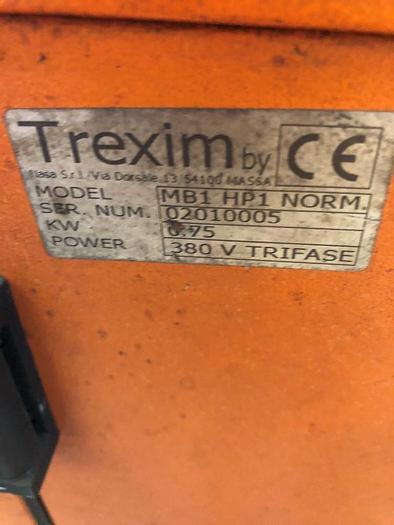 Trexim by CE
Masa S.r.l./Via Dorsale 13/54100 MASSA
MODEL MB1 HP1 NORM.
SER. NUM. 02010005
KW 0.75
POWER 380 V TRIFASE